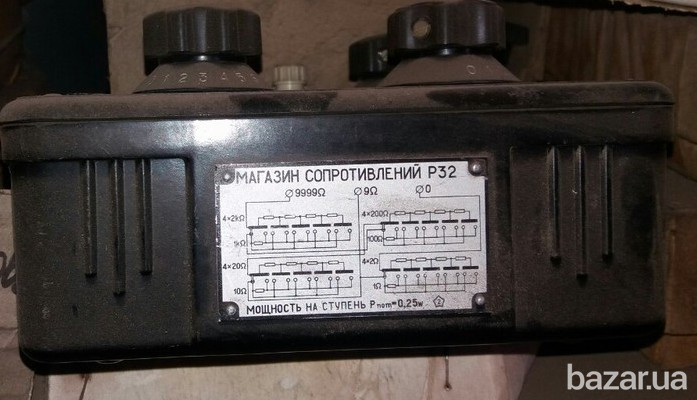 1 2 3 4 5 6
0
МАГАЗИН СОПРОТИВЛЕНИЙ Р32
⌀9999Ω ⌀9Ω ⌀0
4×2kΩ 4×200Ω
1kΩ 100Ω
4×20Ω 4×2Ω
10Ω 1Ω
МОЩНОСТЬ НА СТУПЕНЬ Pnom=0,25w
bazar.ua